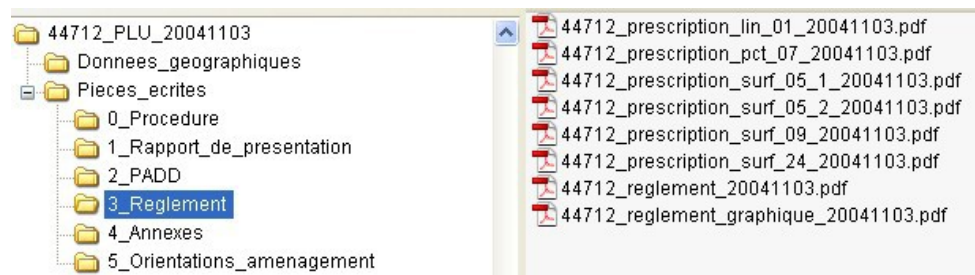 44712_PLU_20041103
Donnees_geographiques
Pieces_ecrites
0_Procedure
1_Rapport_de_presentation
2_PADD
3_Reglement
4_Annexes
5_Orientations_amenagement
44712_prescription_lin_01_20041103.pdf
44712_prescription_pct_07_20041103.pdf
44712_prescription_surf_05_1_20041103.pdf
44712_prescription_surf_05_2_20041103.pdf
44712_prescription_surf_09_20041103.pdf
44712_prescription_surf_24_20041103.pdf
44712_reglement_20041103.pdf
44712_reglement_graphique_20041103.pdf